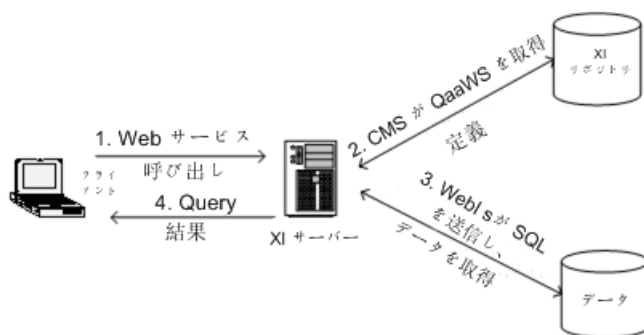 XI
リポジトリ
2. CMS が QaaWS を取得
定義
1. Web サービス
呼び出し
クライ
アント
4. Query
結果
XI サーバー
3. WebI sが SQL
を送信し、
データを取得
データ